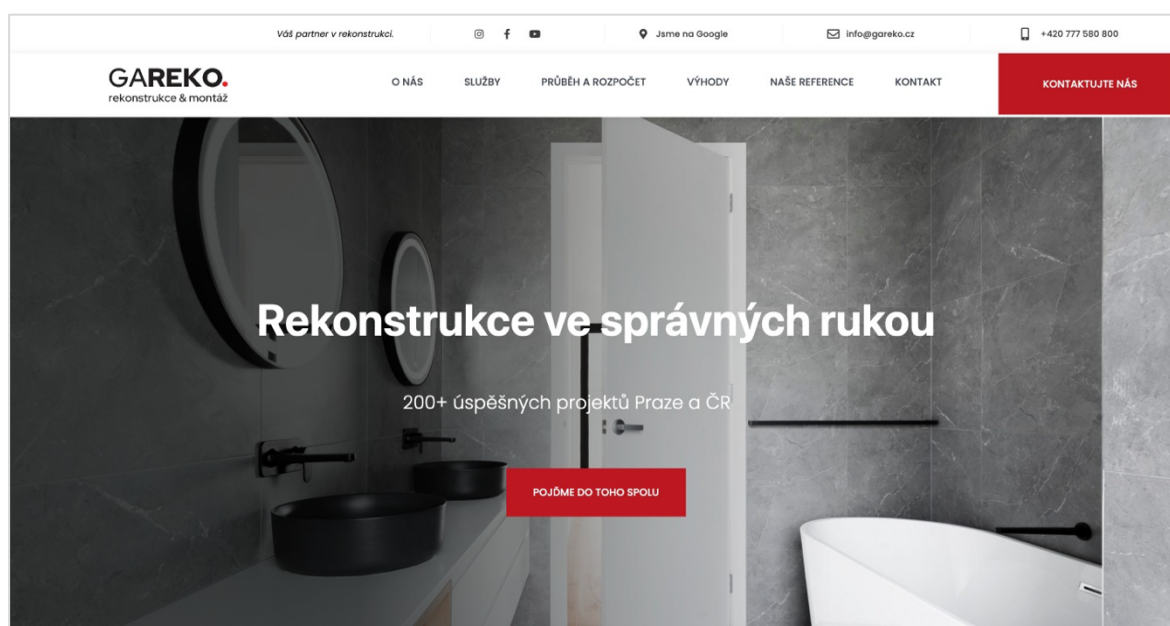 Váš partner v rekonstrukci.
Jsme na Google
info@gareko.cz
+420 777 580 800
GAREKO.
rekonstrukce & montáž
O NÁS
SLUŽBY
PRŮBĚH A ROZPOČET
VÝHODY
NAŠE REFERENCE
KONTAKT
KONTAKTUJTE NÁS
Rekonstrukce ve správných rukou
200+ úspěšných projektů Praze a ČR
POJĎME DO TOHO SPOLU